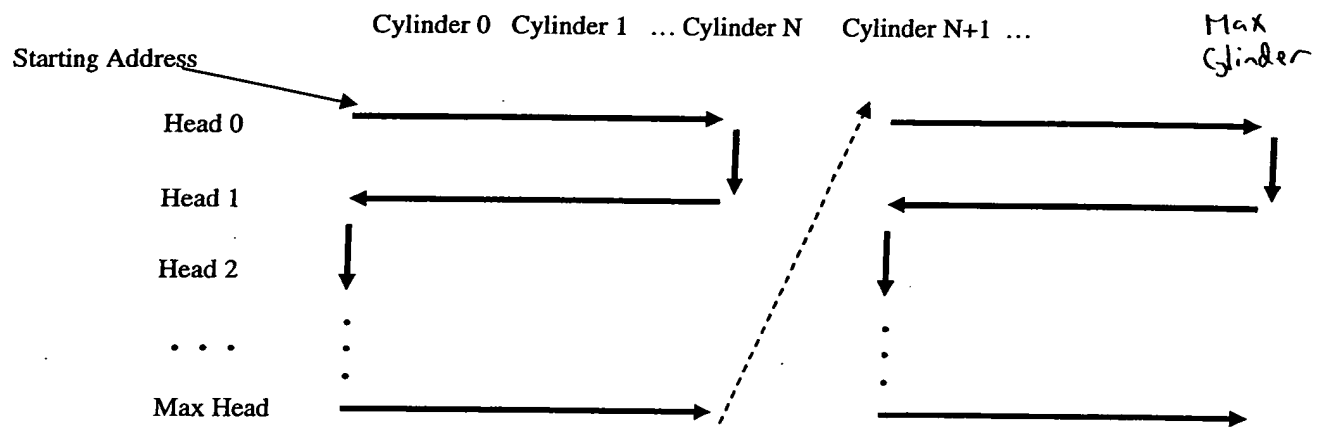 Cylinder 0 Cylinder 1 ... Cylinder N Cylinder N+1 ... Max
Cylinder
Starting Address
Head 0
Head 1
Head 2
. . .
Max Head